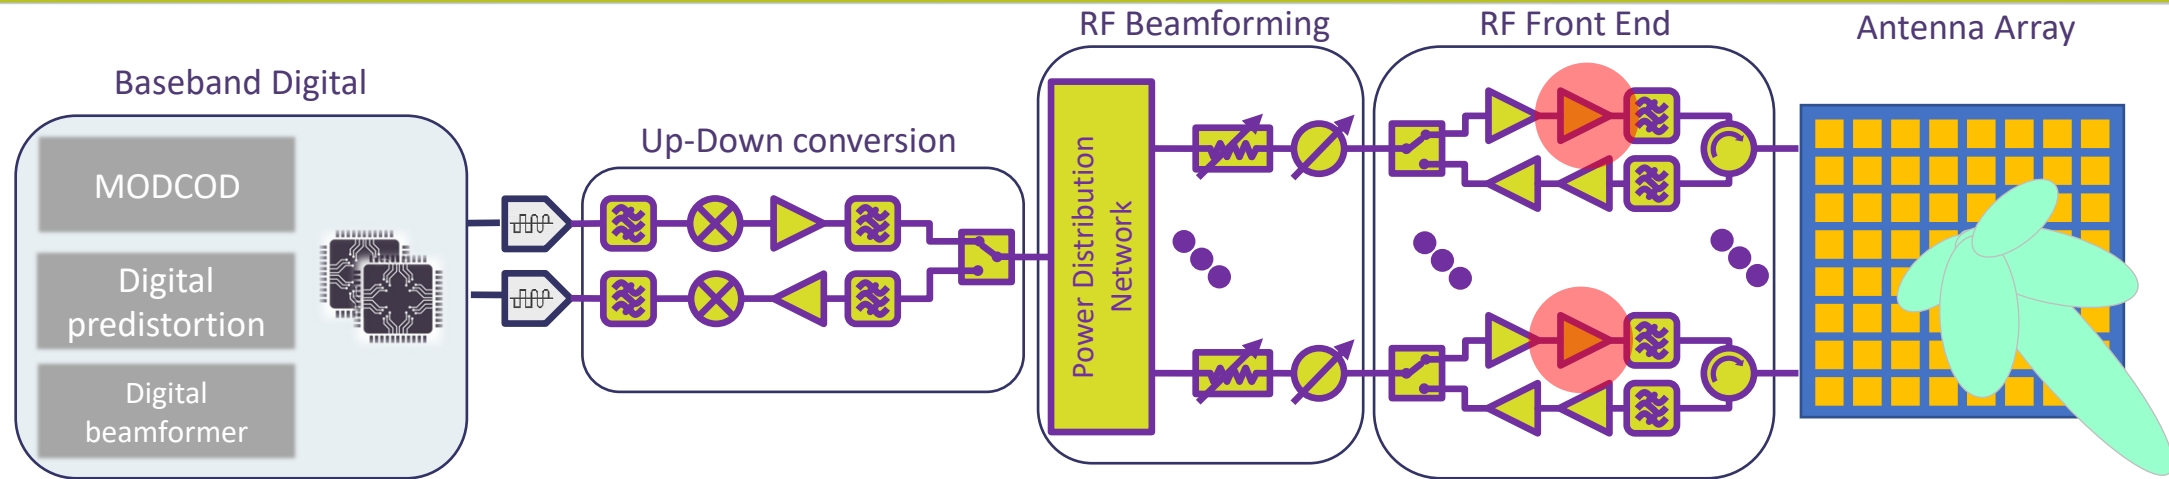 RF Beamforming
RF Front End
Antenna Array
Baseband Digital
Up-Down conversion
MODCOD
Digital
predistortion
Digital
beamformer
Power Distribution
Network